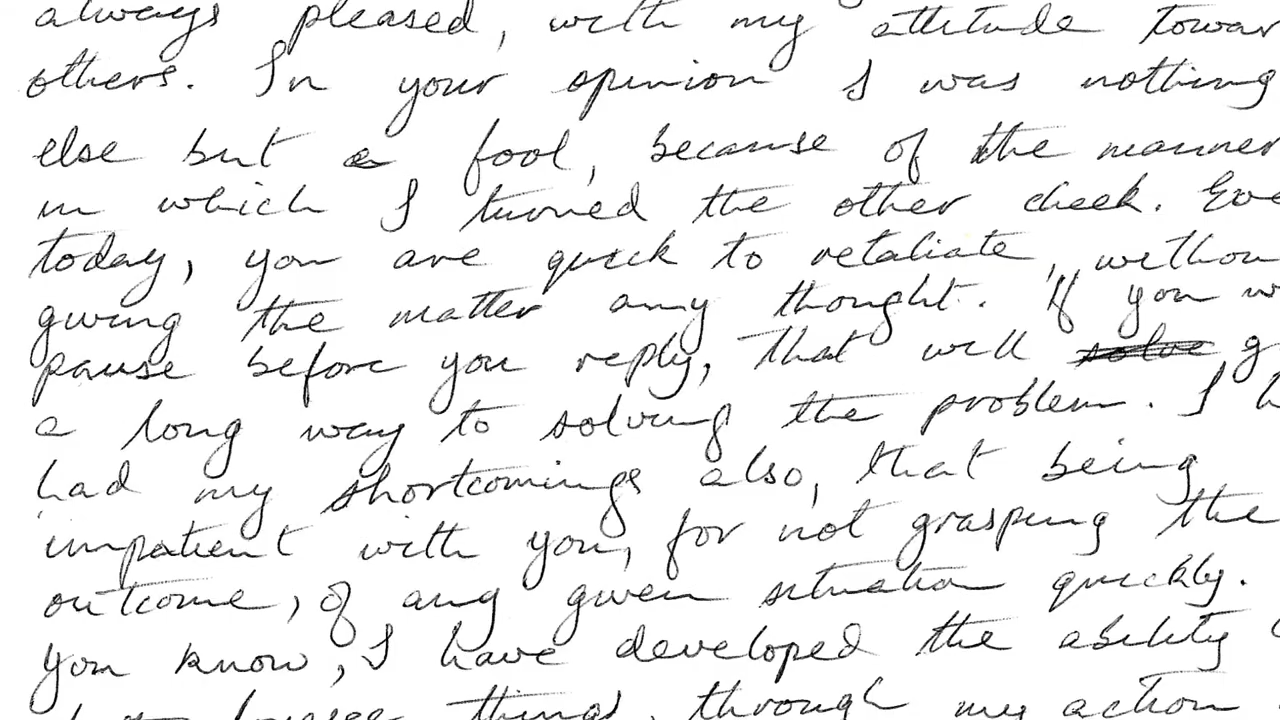 always pleased, with my attitude towar
others. In your opinion I was nothing
else but a fool, because of the manner
in which I turned the other cheek. Eve
today, you are quick to retaliate, withou
giving the matter any thought. If you w
pause before you reply, that will solve g
a long way to solving the problem. I h
had my shortcomings also, that being
impatient with you, for not grasping the
outcome, of any given situation quickly.
You know, I have developed the ability
things, through my action